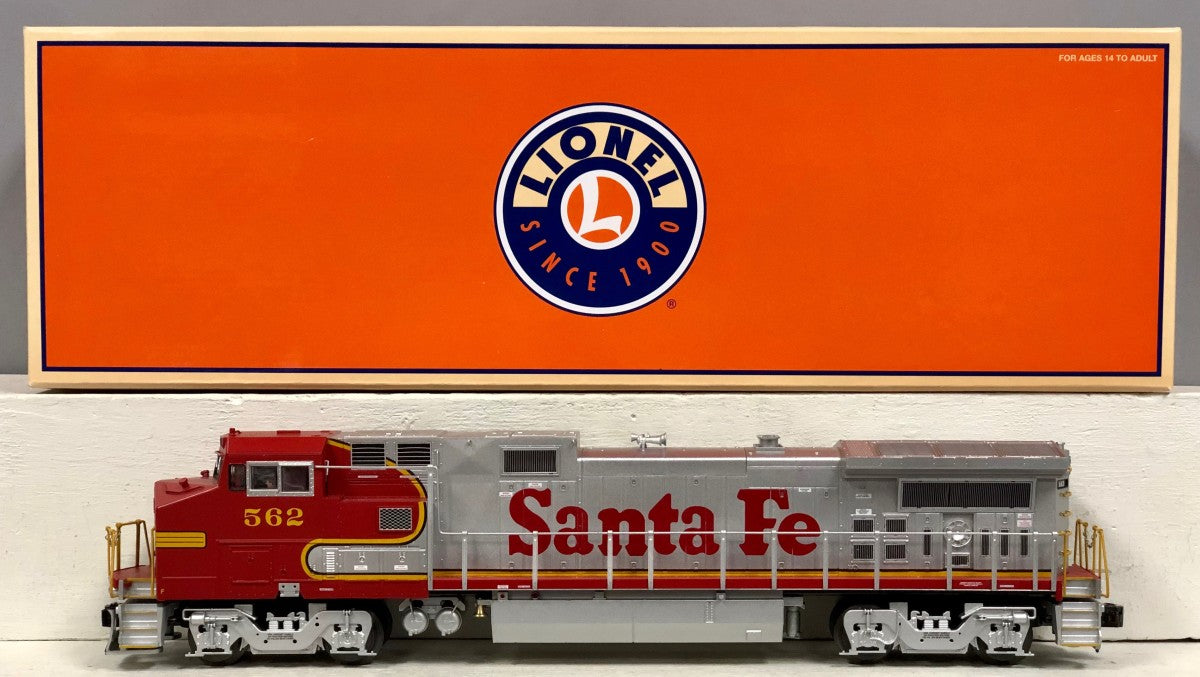 FOR AGES 14 TO ADULT
LIONEL
L
SINCE 1900
®
562
Santa Fe
F